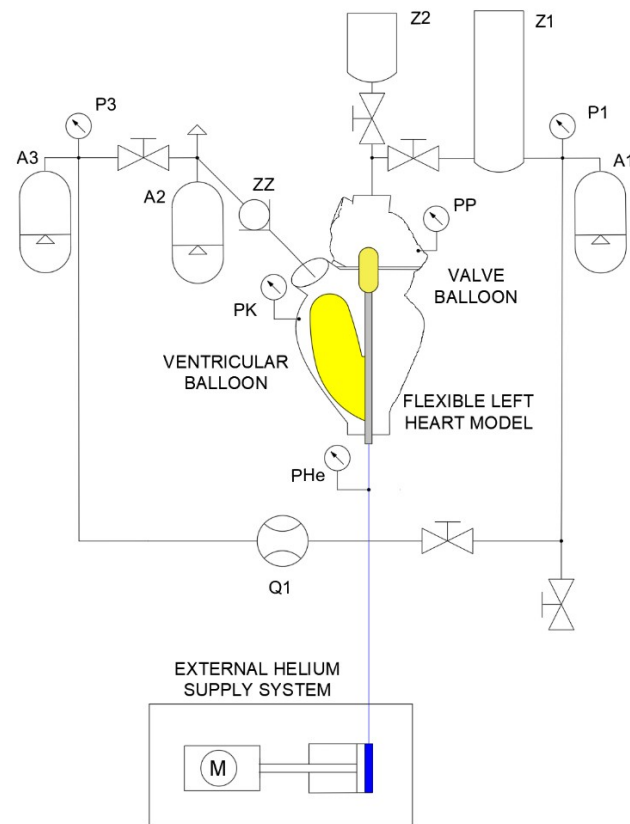 Z2
Z1
P3
P1
A3
A2
ZZ
A1
PP
VALVE
BALLOON
PK
VENTRICULAR
BALLOON
FLEXIBLE LEFT
HEART MODEL
PHe
Q1
EXTERNAL HELIUM
SUPPLY SYSTEM
M